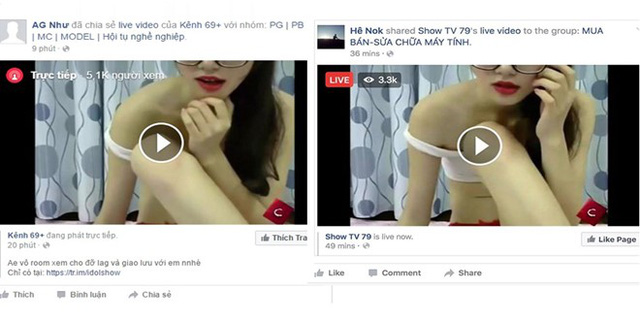 AG Như đã chia sẻ live video của Kênh 69+ với nhóm: PG | PB
| MC | MODEL | Hội tụ nghề nghiệp.
9 phút
Trực tiếp 5,1K người xem
Kênh 69+ đang phát trực tiếp.
20 phút
Thích Tra
Ae vô room xem cho đỡ lag và giao lưu với em nnhè
Chỉ có tại: https://tr.im/idolshow
Thích Bình luận Chia sẻ
Hê Nok shared Show TV 79's live video to the group: MUA
BÁN-SỬA CHỮA MÁY TÍNH.
36 mins
LIVE 3.3k
Show TV 79 is live now.
49 mins
Like Page
Like Comment Share